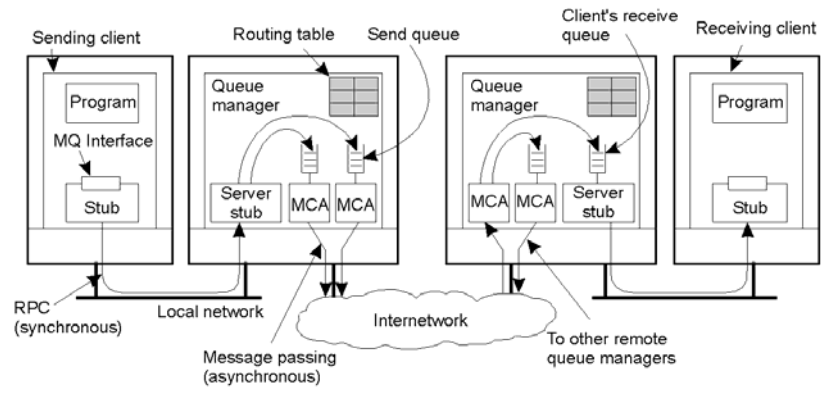 Sending client
Routing table
Send queue
Client's receive
queue
Receiving client
Program
MQ Interface
Stub
Queue
manager
Server
stub
MCA
MCA
Queue
manager
MCA
MCA
Server
stub
Program
Stub
RPC
(synchronous)
Local network
Message passing
(asynchronous)
Internetwork
To other remote
queue managers